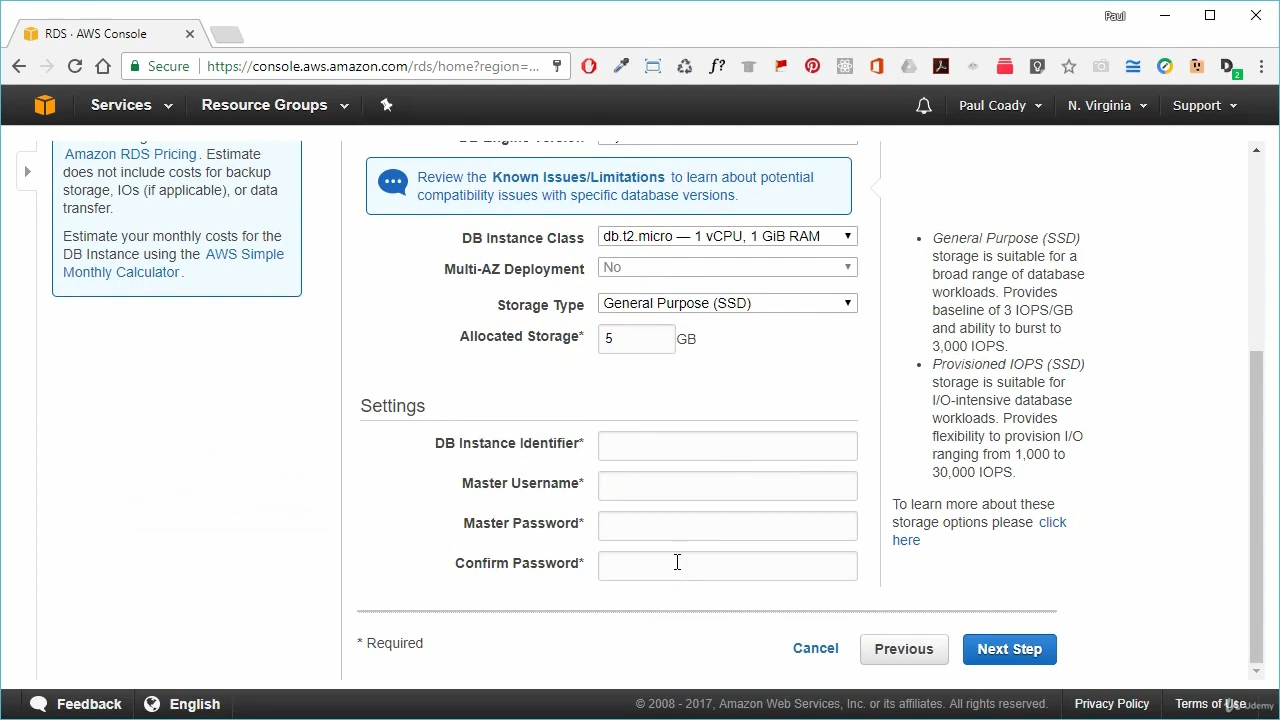 Paul
RDS · AWS Console
Secure
https://console.aws.amazon.com/rds/home?region=...
f?
2
Services
Resource Groups
Paul Coady
N. Virginia
Support
Amazon RDS Pricing. Estimate
does not include costs for backup
storage, IOs (if applicable), or data
transfer.
Estimate your monthly costs for the
DB Instance using the AWS Simple
Monthly Calculator.
Review the Known Issues/Limitations to learn about potential
compatibility issues with specific database versions.
DB Instance Class
db.t2.micro — 1 vCPU, 1 GiB RAM
Multi-AZ Deployment
No
Storage Type
General Purpose (SSD)
Allocated Storage*
5
GB
Settings
DB Instance Identifier*
Master Username*
Master Password*
Confirm Password*
General Purpose (SSD)
storage is suitable for a
broad range of database
workloads. Provides
baseline of 3 IOPS/GB
and ability to burst to
3,000 IOPS.
Provisioned IOPS (SSD)
storage is suitable for
I/O-intensive database
workloads. Provides
flexibility to provision I/O
ranging from 1,000 to
30,000 IOPS.
To learn more about these
storage options please click
here
* Required
Cancel
Previous
Next Step
Feedback
English
© 2008 - 2017, Amazon Web Services, Inc. or its affiliates. All rights reserved.
Privacy Policy
Terms of Use
Udemy